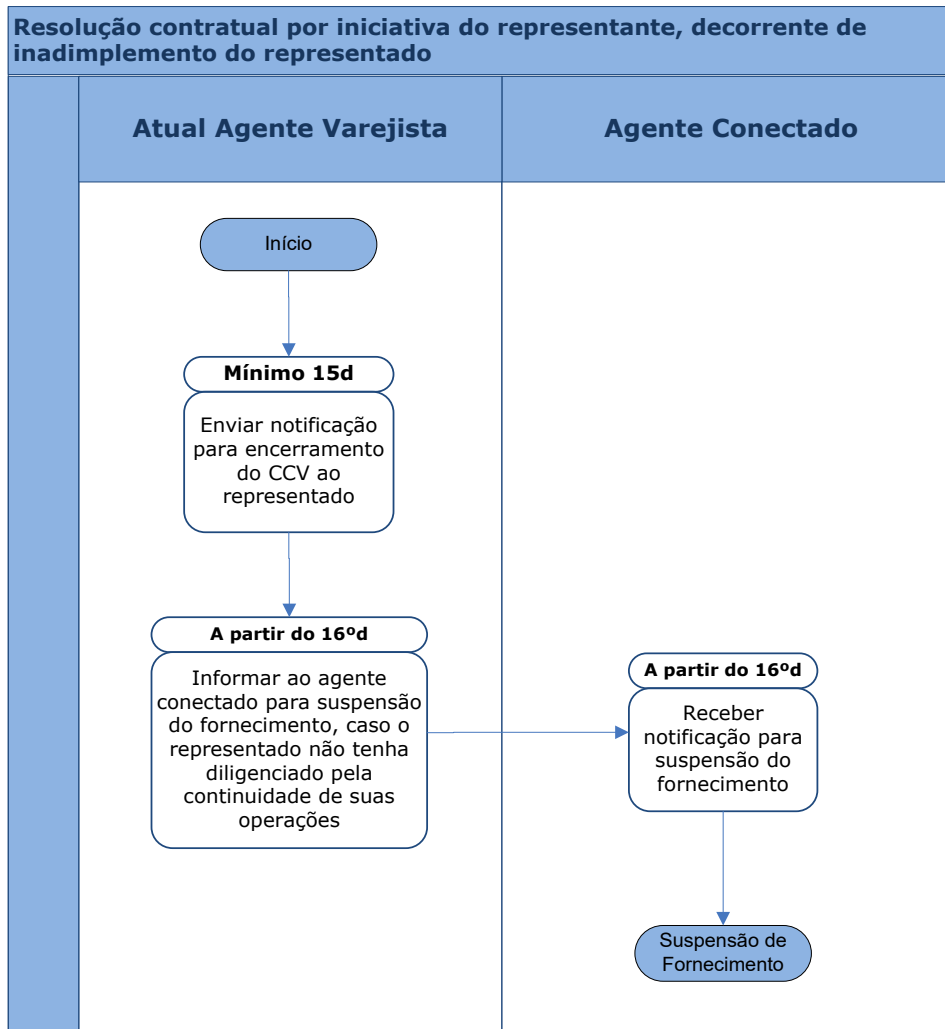 Resolução contratual por iniciativa do representante, decorrente de
inadimplemento do representado
Atual Agente Varejista
Agente Conectado
Início
Mínimo 15d
Enviar notificação
para encerramento
do CCV ao
representado
A partir do 16ºd
Informar ao agente
conectado para suspensão
do fornecimento, caso o
representado não tenha
diligenciado pela
continuidade de suas
operações
A partir do 16ºd
Receber
notificação para
suspensão do
fornecimento
Suspensão de
Fornecimento